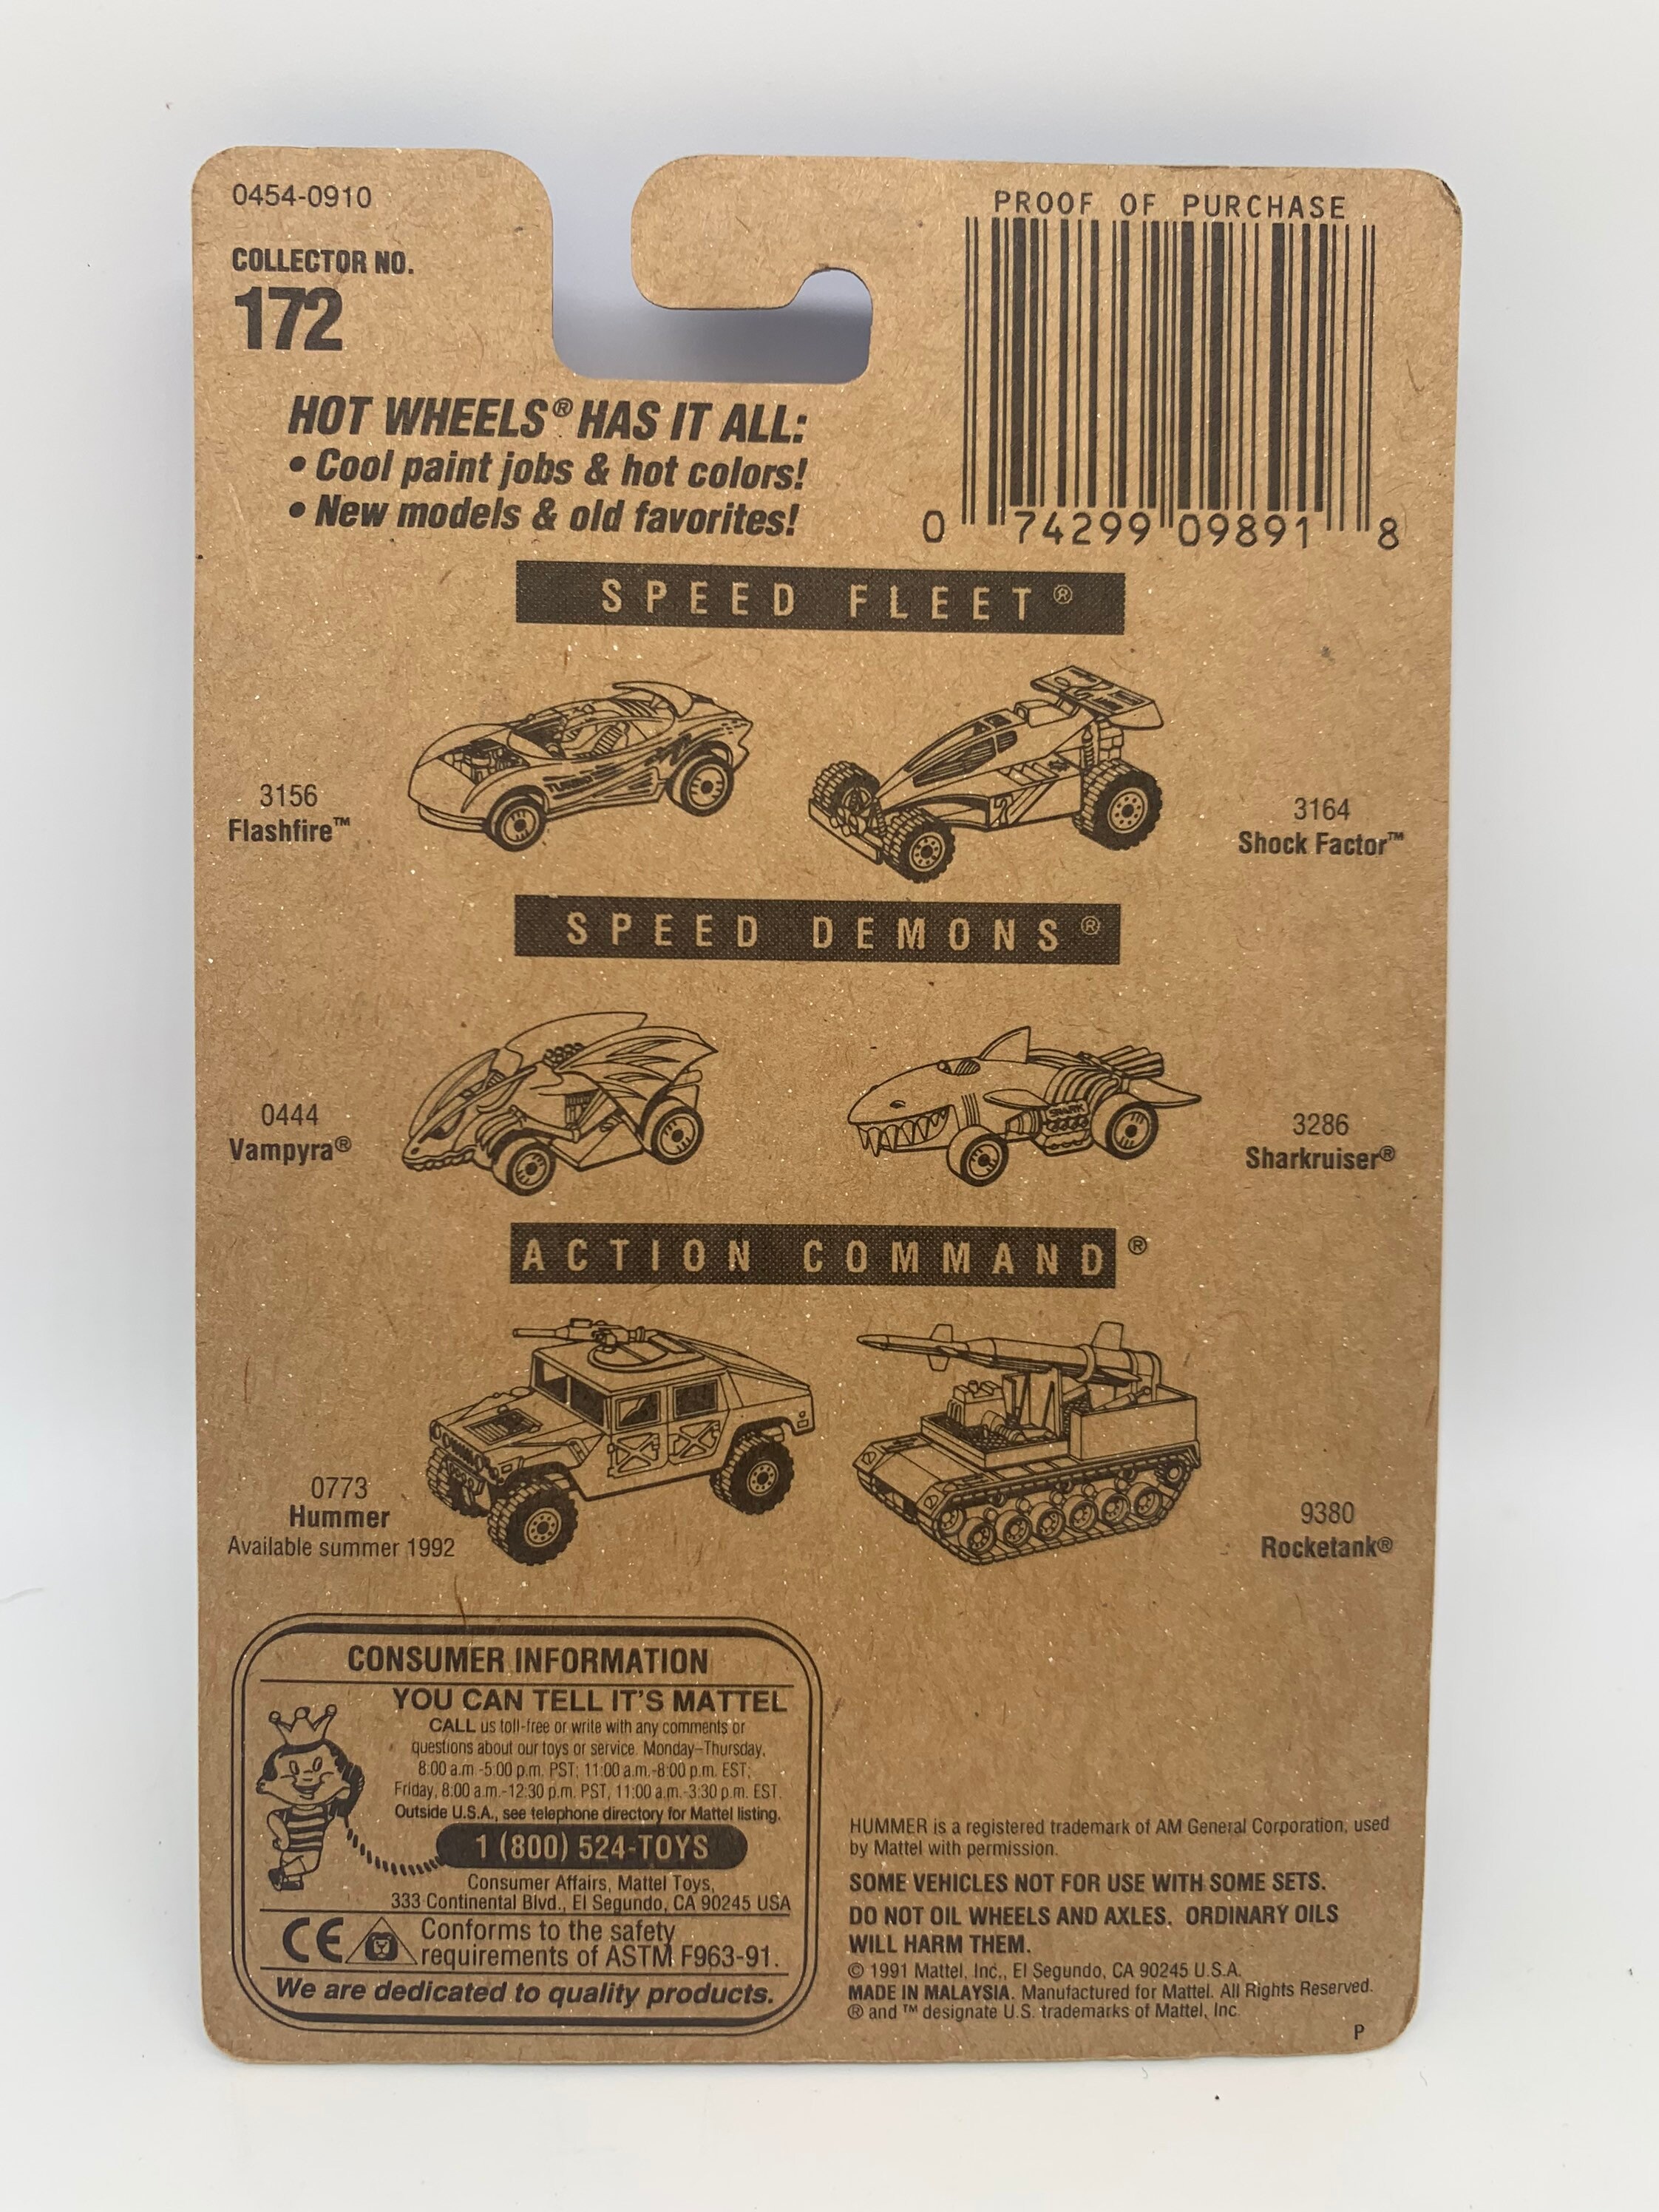 0454-0910
COLLECTOR NO.
172
PROOF OF PURCHASE
0 74299 09891 8
HOT WHEELS® HAS IT ALL:
• Cool paint jobs & hot colors!
• New models & old favorites!
SPEED FLEET®
TURBO
3156
Flashfire™
3164
Shock Factor™
SPEED DEMONS®
SHARK
0444
Vampyra®
3286
Sharkruiser®
ACTION COMMAND®
0773
Hummer
Available summer 1992
9380
Rocketank®
CONSUMER INFORMATION
YOU CAN TELL IT'S MATTEL
CALL us toll-free or write with any comments or
questions about our toys or service. Monday–Thursday,
8:00 a.m.-5:00 p.m. PST; 11:00 a.m.-8:00 p.m. EST;
Friday, 8:00 a.m.-12:30 p.m. PST, 11:00 a.m.-3:30 p.m. EST.
Outside U.S.A., see telephone directory for Mattel listing.
1 (800) 524-TOYS
Consumer Affairs, Mattel Toys,
333 Continental Blvd., El Segundo, CA 90245 USA
CE
Conforms to the safety
requirements of ASTM F963-91.
We are dedicated to quality products.
HUMMER is a registered trademark of AM General Corporation, used
by Mattel with permission.
SOME VEHICLES NOT FOR USE WITH SOME SETS.
DO NOT OIL WHEELS AND AXLES. ORDINARY OILS
WILL HARM THEM.
© 1991 Mattel, Inc., El Segundo, CA 90245 U.S.A.
MADE IN MALAYSIA. Manufactured for Mattel. All Rights Reserved.
® and ™ designate U.S. trademarks of Mattel, Inc.
P